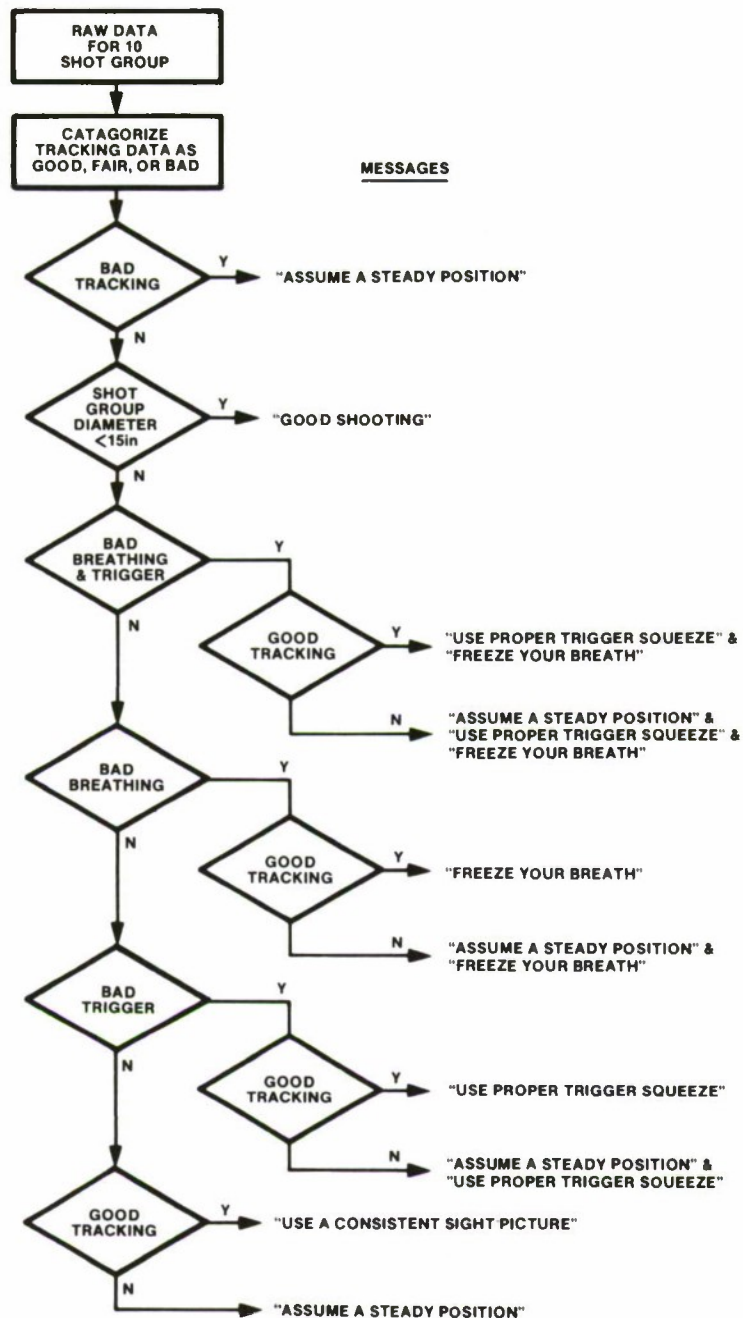 RAW DATA
FOR 10
SHOT GROUP
CATAGORIZE
TRACKING DATA AS
GOOD, FAIR, OR BAD
MESSAGES
BAD
TRACKING
Y
"ASSUME A STEADY POSITION"
N
SHOT
GROUP
DIAMETER
<15in
Y
"GOOD SHOOTING"
N
BAD
BREATHING
& TRIGGER
Y
N
GOOD
TRACKING
Y
"USE PROPER TRIGGER SQUEEZE" &
"FREEZE YOUR BREATH"
N
"ASSUME A STEADY POSITION" &
"USE PROPER TRIGGER SQUEEZE" &
"FREEZE YOUR BREATH"
BAD
BREATHING
Y
N
GOOD
TRACKING
Y
"FREEZE YOUR BREATH"
N
"ASSUME A STEADY POSITION" &
"FREEZE YOUR BREATH"
BAD
TRIGGER
Y
N
GOOD
TRACKING
Y
"USE PROPER TRIGGER SQUEEZE"
N
"ASSUME A STEADY POSITION" &
"USE PROPER TRIGGER SQUEEZE"
GOOD
TRACKING
Y
"USE A CONSISTENT SIGHT PICTURE"
N
"ASSUME A STEADY POSITION"